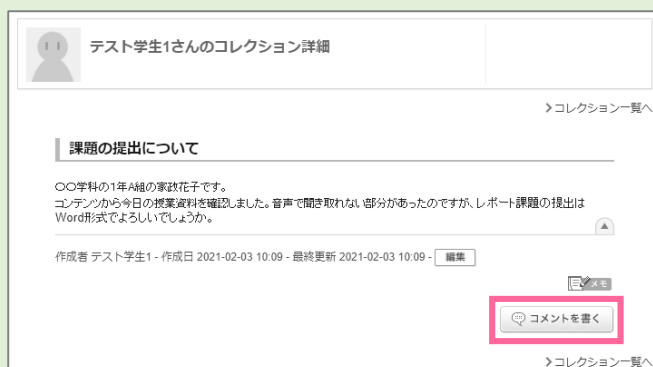 テスト学生1さんのコレクション詳細
>コレクション一覧へ
課題の提出について
〇〇学科の1年A組の家政花子です。
コンテンツから今日の授業資料を確認しました。音声で聞き取れない部分があったのですが、レポート課題の提出は
Word形式でよろしいでしょうか。
作成者 テスト学生1 - 作成日 2021-02-03 10:09 - 最終更新 2021-02-03 10:09 - 編集
メモ
コメントを書く
>コレクション一覧へ